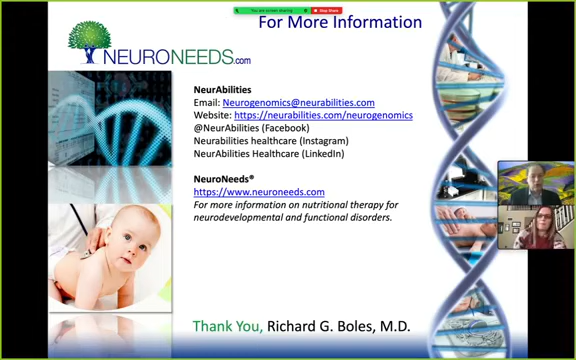 You are screen sharing
Stop Share
For More Information
NEURONEEDS.com
NeurAbilities
Email: Neurogenomics@neurabilities.com
Website: https://neurabilities.com/neurogenomics
@NeurAbilities (Facebook)
Neurabilities healthcare (Instagram)
NeurAbilities Healthcare (LinkedIn)
NeuroNeeds®
https://www.neuroneeds.com
For more information on nutritional therapy for
neurodevelopmental and functional disorders.
Thank You, Richard G. Boles, M.D.